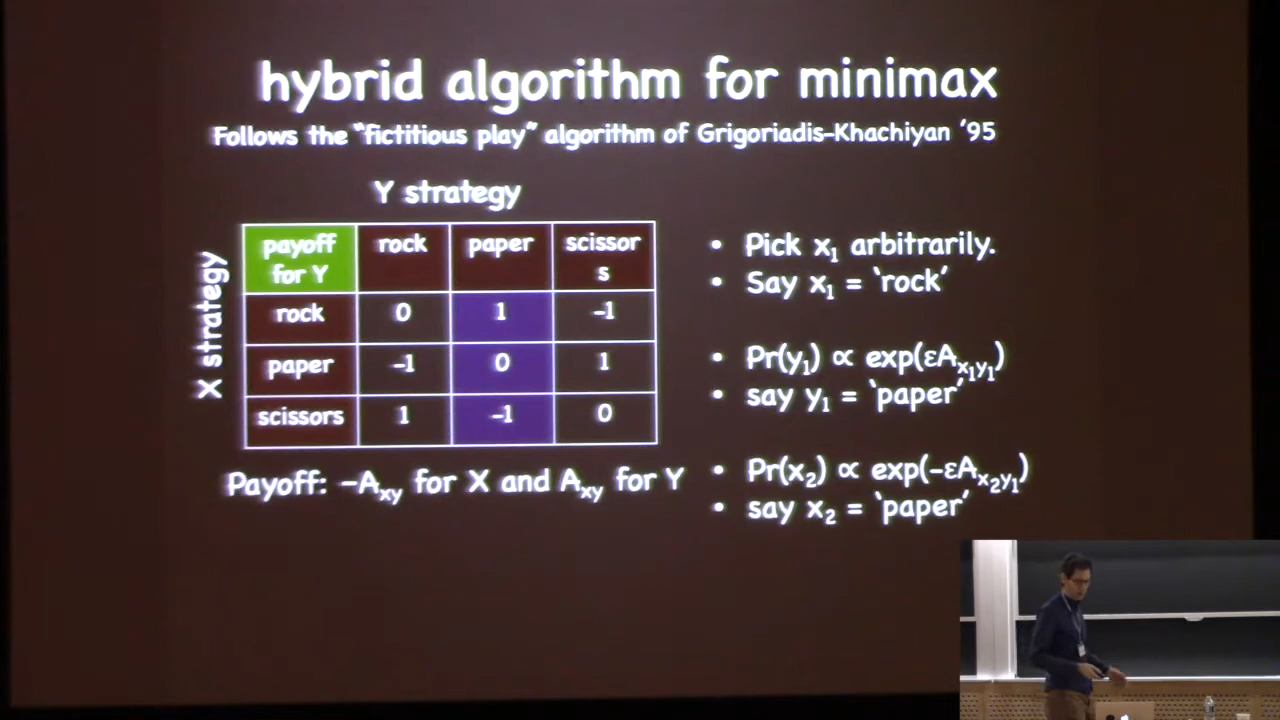 hybrid algorithm for minimax
Follows the "fictitious play" algorithm of Grigoriadis-Khachiyan '95
Y strategy
X strategy
payoff for Y rock paper scissor s
rock 0 1 -1
paper -1 0 1
scissors 1 -1 0
Payoff: -Axy for X and Axy for Y
• Pick x1 arbitrarily.
• Say x1 = 'rock'
• Pr(y1) ∝ exp(εAx1y1)
• say y1 = 'paper'
• Pr(x2) ∝ exp(-εAx2y1)
• say x2 = 'paper'